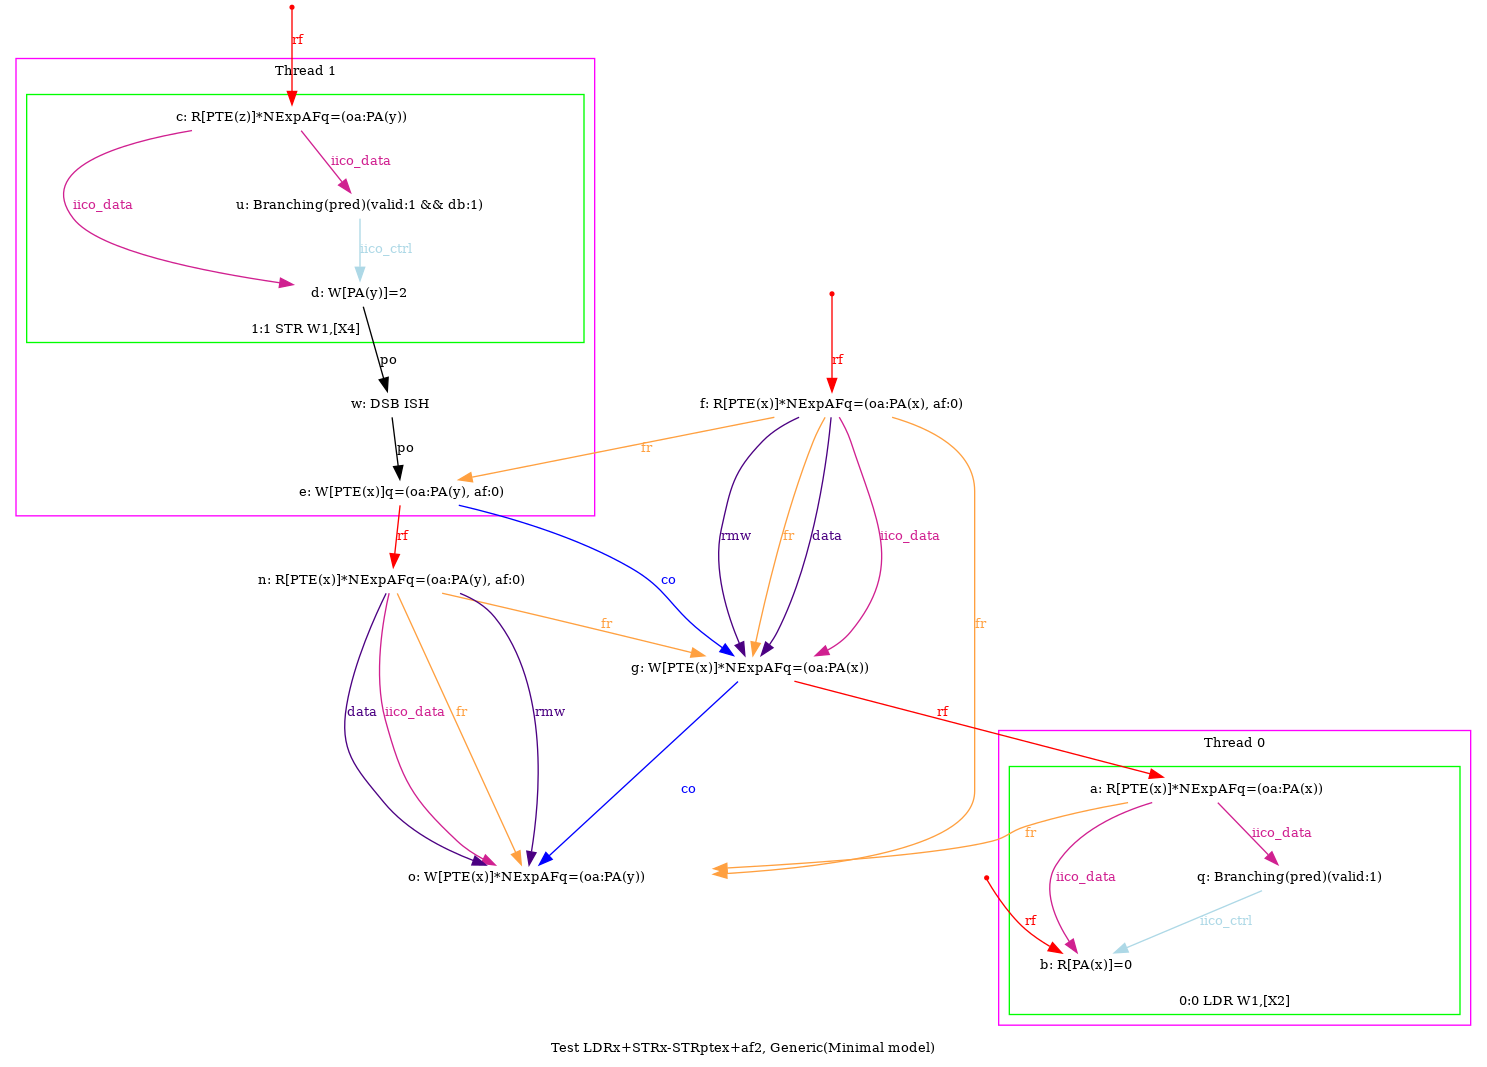 rf
Thread 1
c: R[PTE(z)]*NExpAFq=(oa:PA(y))
iico_data
iico_data
u: Branching(pred)(valid:1 && db:1)
iico_ctrl
d: W[PA(y)]=2
1:1 STR W1,[X4]
po
rf
w: DSB ISH
f: R[PTE(x)]*NExpAFq=(oa:PA(x), af:0)
po
fr
e: W[PTE(x)]q=(oa:PA(y), af:0)
rf
rmw
fr
data
iico_data
co
n: R[PTE(x)]*NExpAFq=(oa:PA(y), af:0)
fr
fr
g: W[PTE(x)]*NExpAFq=(oa:PA(x))
data
iico_data
fr
rmw
rf
Thread 0
co
a: R[PTE(x)]*NExpAFq=(oa:PA(x))
fr
iico_data
o: W[PTE(x)]*NExpAFq=(oa:PA(y))
iico_data
q: Branching(pred)(valid:1)
rf
iico_ctrl
b: R[PA(x)]=0
0:0 LDR W1,[X2]
Test LDRx+STRx-STRptex+af2, Generic(Minimal model)